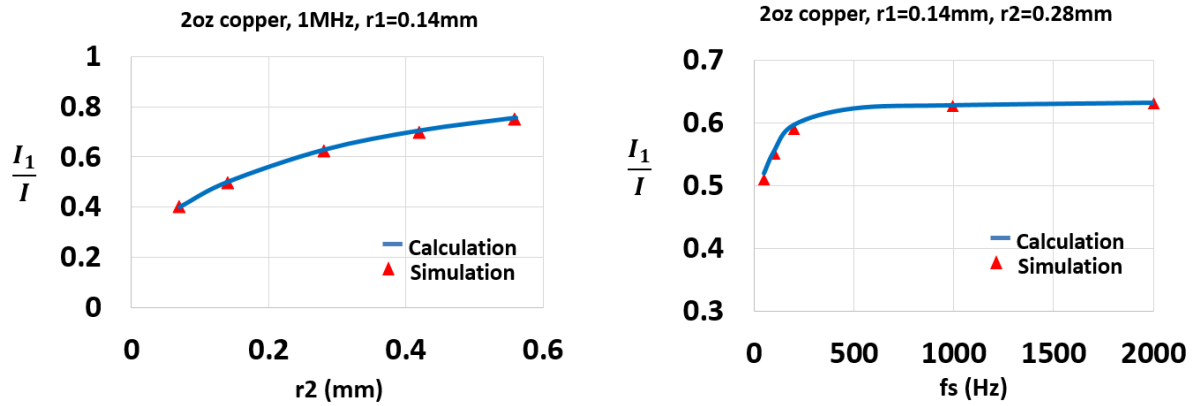 2oz copper, 1MHz, r1=0.14mm
1
0.8
0.6
0.4
0.2
0
I₁
I
Calculation
Simulation
0
0.2
0.4
0.6
r2 (mm)
2oz copper, r1=0.14mm, r2=0.28mm
0.7
0.6
0.5
0.4
0.3
I₁
I
Calculation
Simulation
0
500
1000
1500
2000
fs (Hz)